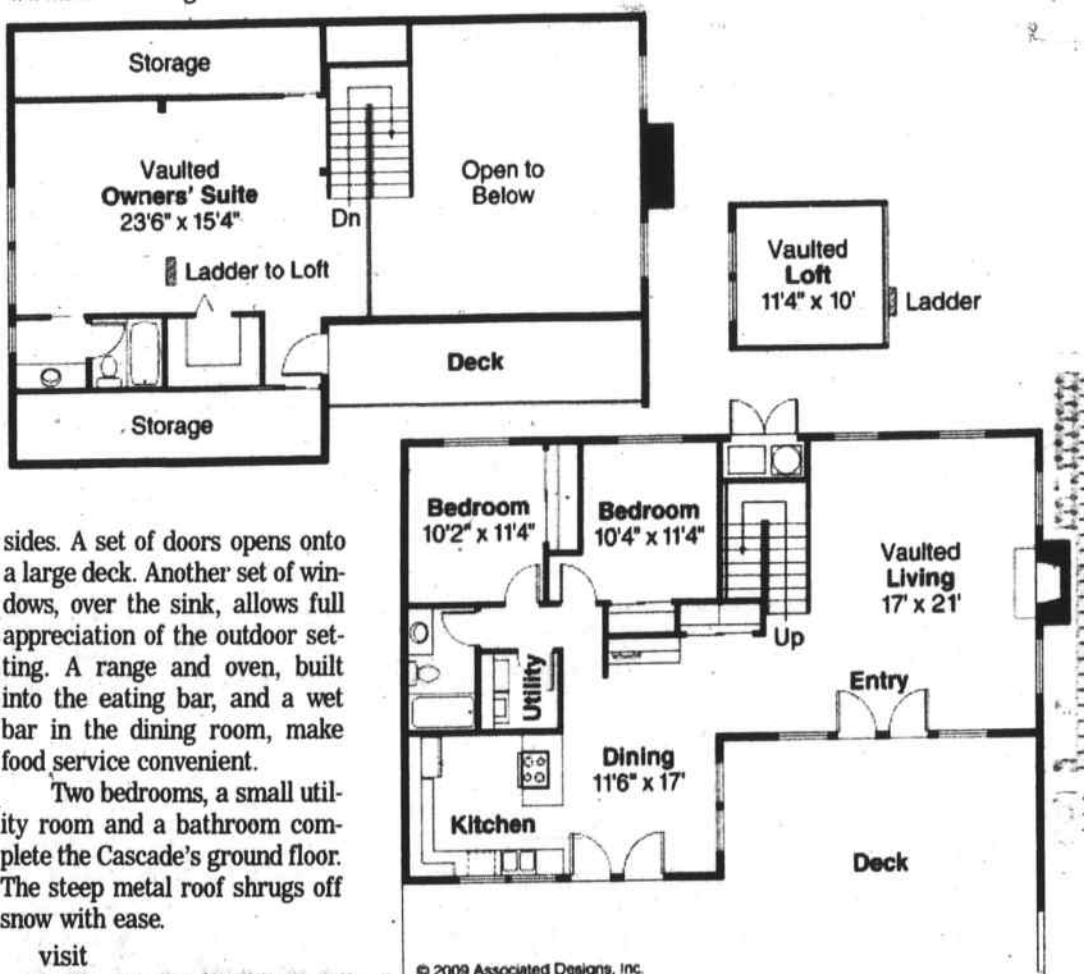 Storage
Vaulted
Owners' Suite
23'6" x 15'4"
Dn
Open to
Below
Ladder to Loft
Deck
Storage
Vaulted
Loft
11'4" x 10'
Ladder
sides. A set of doors opens onto
a large deck. Another set of win-
dows, over the sink, allows full
appreciation of the outdoor set-
ting. A range and oven, built
into the eating bar, and a wet
bar in the dining room, make
food service convenient.
Two bedrooms, a small util-
ity room and a bathroom com-
plete the Cascade's ground floor.
The steep metal roof shrugs off
snow with ease.
visit
Bedroom
10'2" x 11'4"
Bedroom
10'4" x 11'4"
Vaulted
Living
17' x 21'
Up
Utility
Entry
Dining
11'6" x 17'
Kitchen
Deck
© 2009 Associated Designs, Inc.